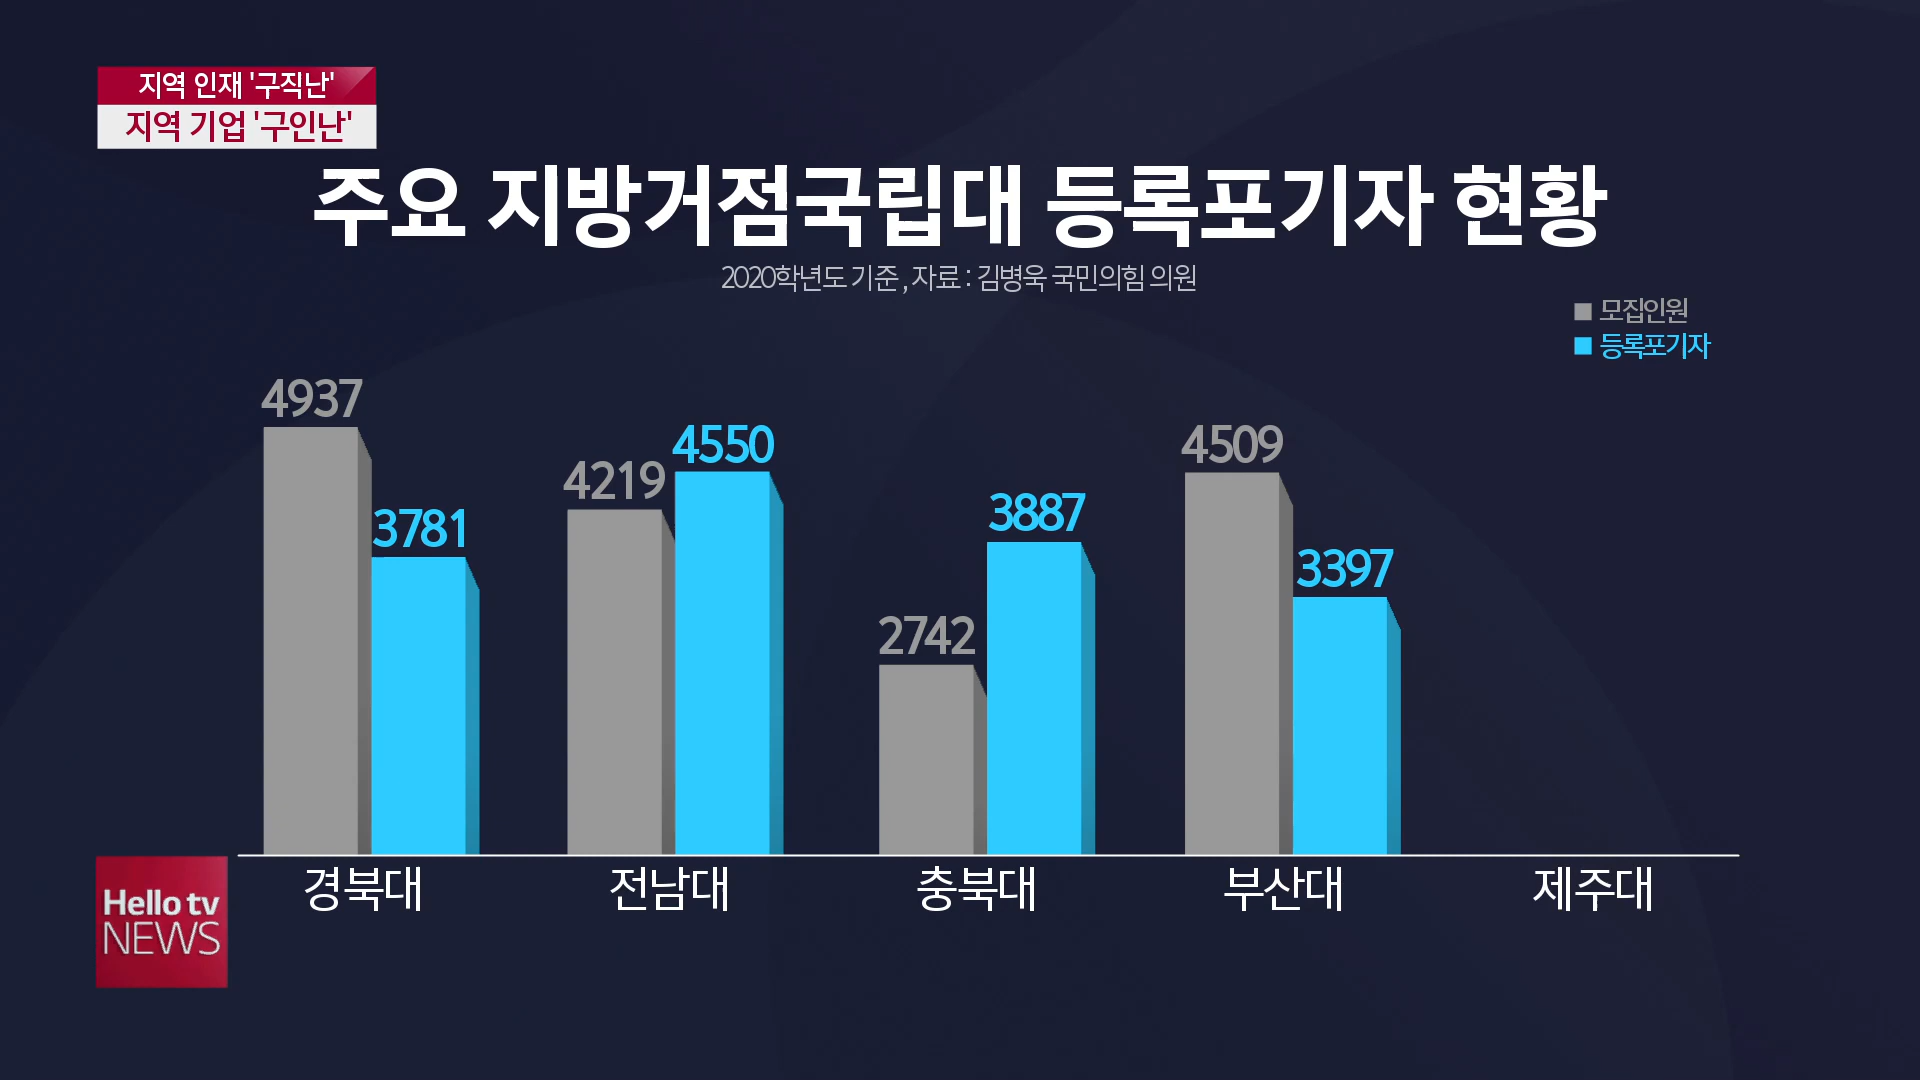 지역 인재 '구직난'
지역 기업 '구인난'
주요 지방거점국립대 등록포기자 현황
2020학년도 기준, 자료 : 김병욱 국민의힘 의원
모집인원
등록포기자
4937
3781
4219
4550
2742
3887
4509
3397
경북대
전남대
충북대
부산대
제주대
Hello tv
NEWS